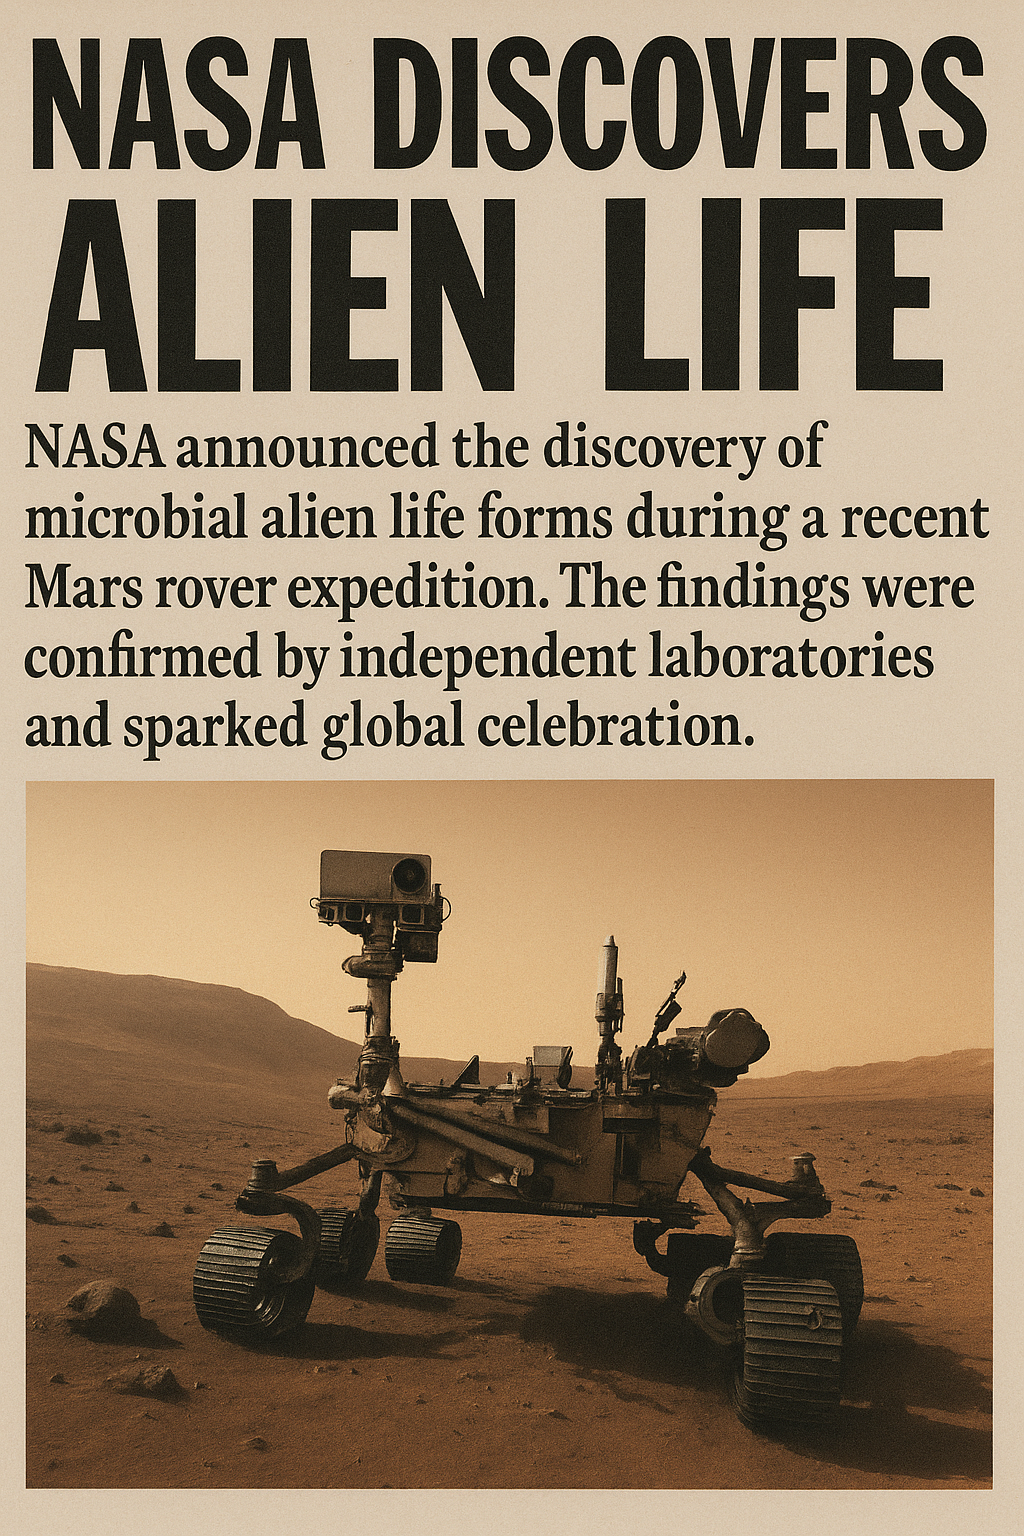 NASA DISCOVERS
ALIEN LIFE
NASA announced the discovery of
microbial alien life forms during a recent
Mars rover expedition. The findings were
confirmed by independent laboratories
and sparked global celebration.